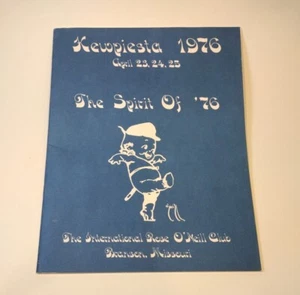 Kewpiesta 1976
April 23, 24, 25
The Spirit Of '76
The International Rose O'Neill Club
Branson, Missouri